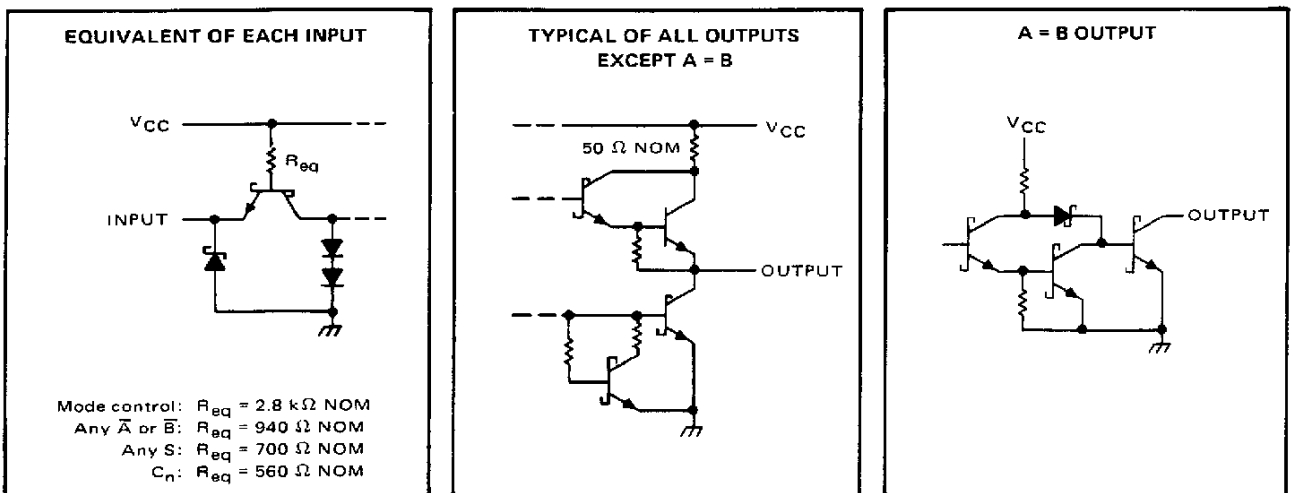 EQUIVALENT OF EACH INPUT
VCC
Req
INPUT
Mode control: Req = 2.8 kΩ NOM
Any A̅ or B̅: Req = 940 Ω NOM
Any S: Req = 700 Ω NOM
Cn: Req = 560 Ω NOM
TYPICAL OF ALL OUTPUTS
EXCEPT A = B
VCC
50 Ω NOM
OUTPUT
A = B OUTPUT
VCC
OUTPUT